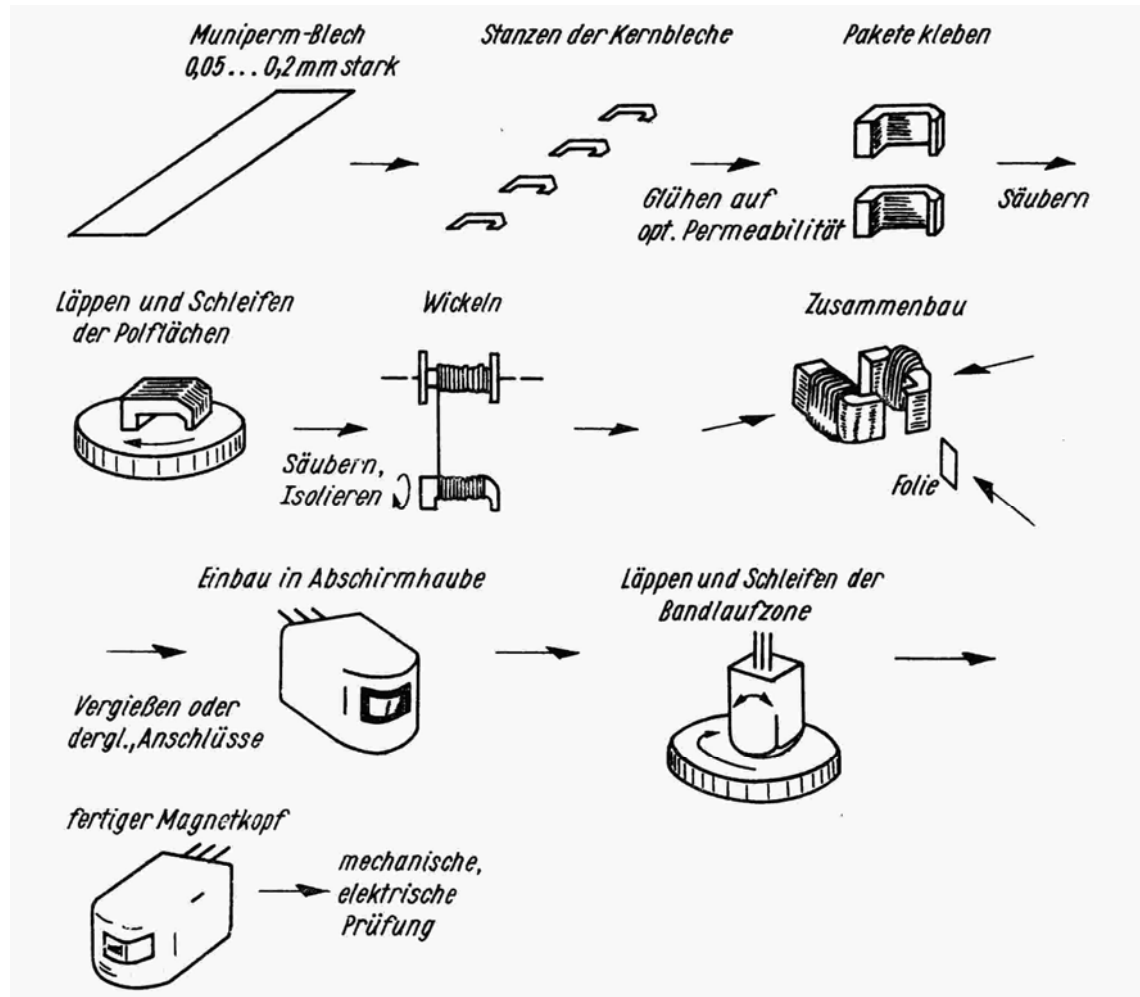 Muniperm-Blech
0,05 ... 0,2 mm stark
Stanzen der Kernbleche
Pakete kleben
Glühen auf
opt. Permeabilität
Säubern
Läppen und Schleifen
der Polflächen
Wickeln
Zusammenbau
Säubern,
Isolieren
Folie
Einbau in Abschirmhaube
Läppen und Schleifen der
Bandlaufzone
Vergießen oder
dergl., Anschlüsse
fertiger Magnetkopf
mechanische,
elektrische
Prüfung